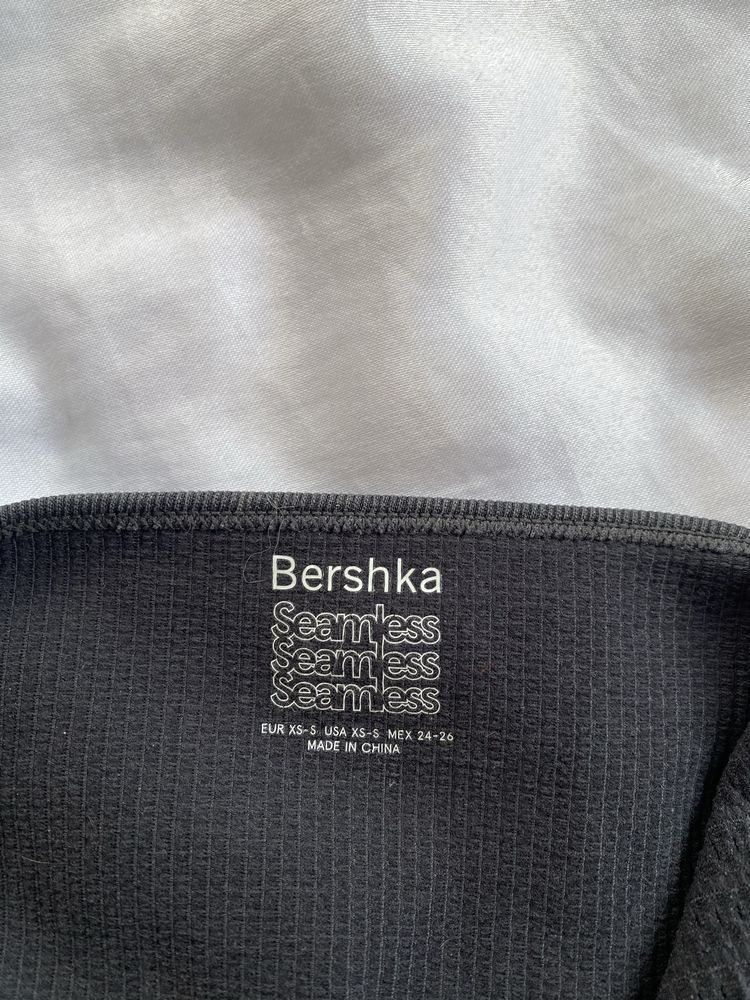 Bershka
Seamless
Seamless
Seamless
EUR XS-S USA XS-S MEX 24-26
MADE IN CHINA